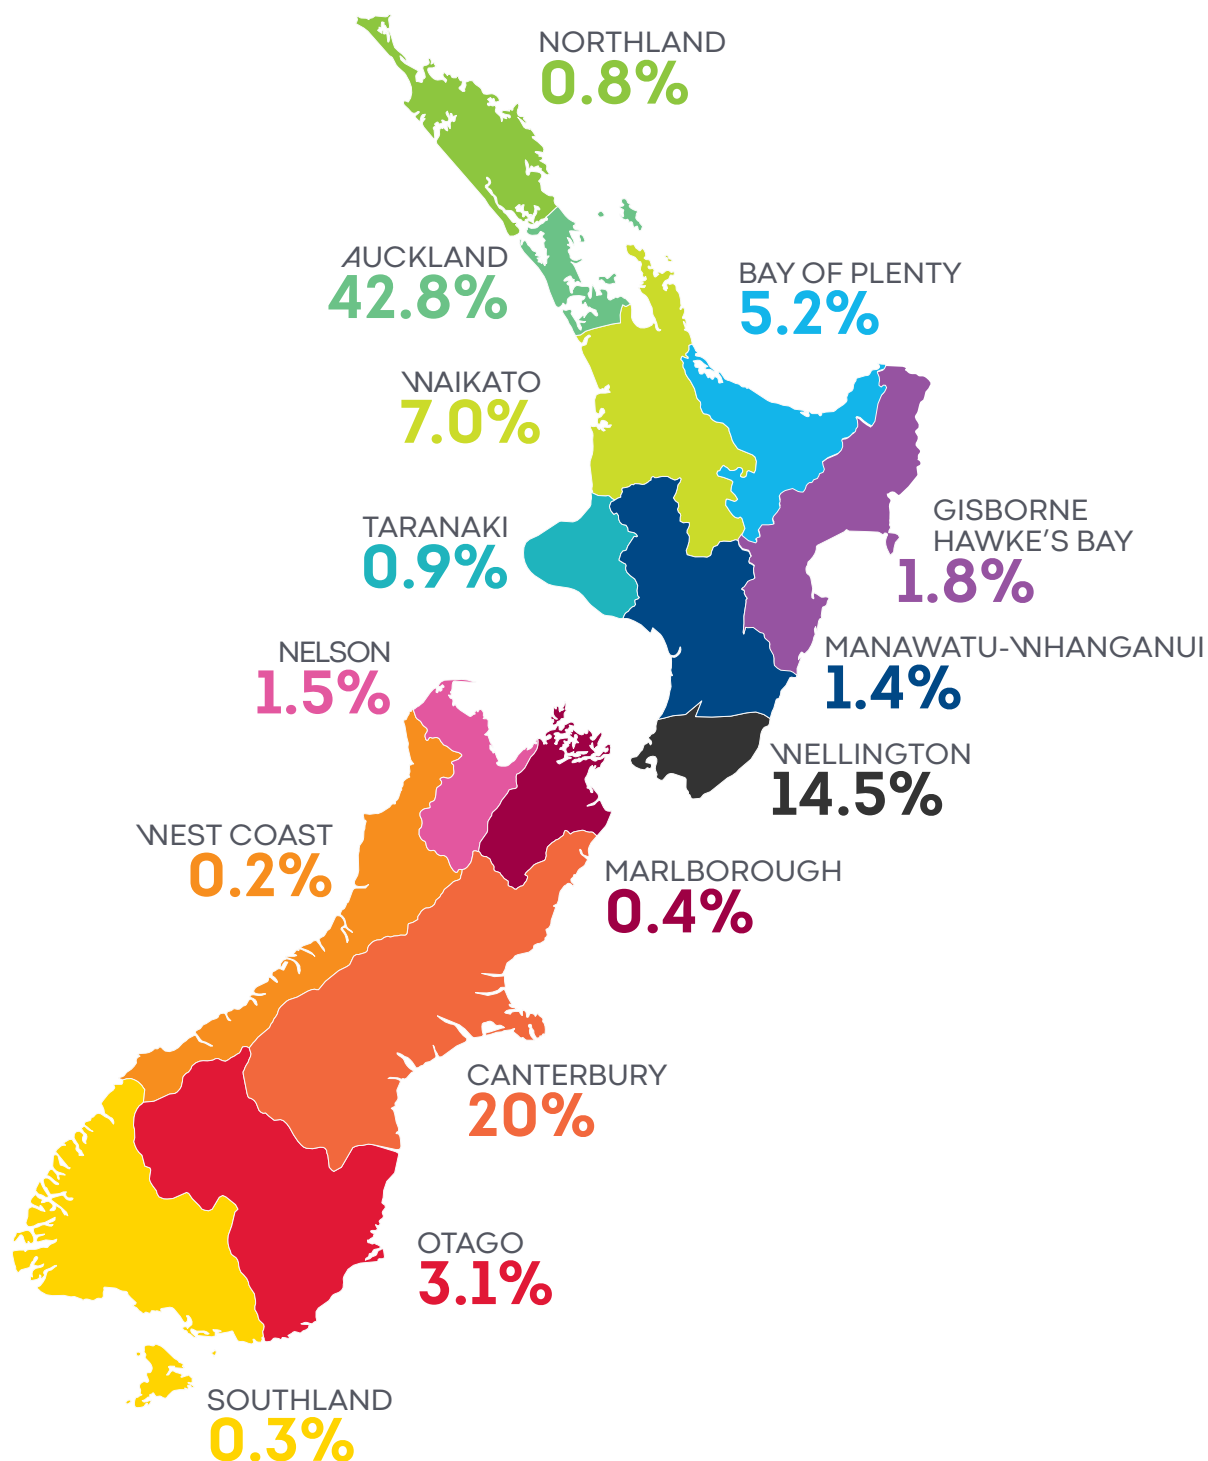 NORTHLAND
0.8%
AUCKLAND
42.8%
BAY OF PLENTY
5.2%
WAIKATO
7.0%
GISBORNE
HAWKE'S BAY
1.8%
TARANAKI
0.9%
MANAWATU-WHANGANUI
1.4%
NELSON
1.5%
WELLINGTON
14.5%
WEST COAST
0.2%
MARLBOROUGH
0.4%
CANTERBURY
20%
OTAGO
3.1%
SOUTHLAND
0.3%